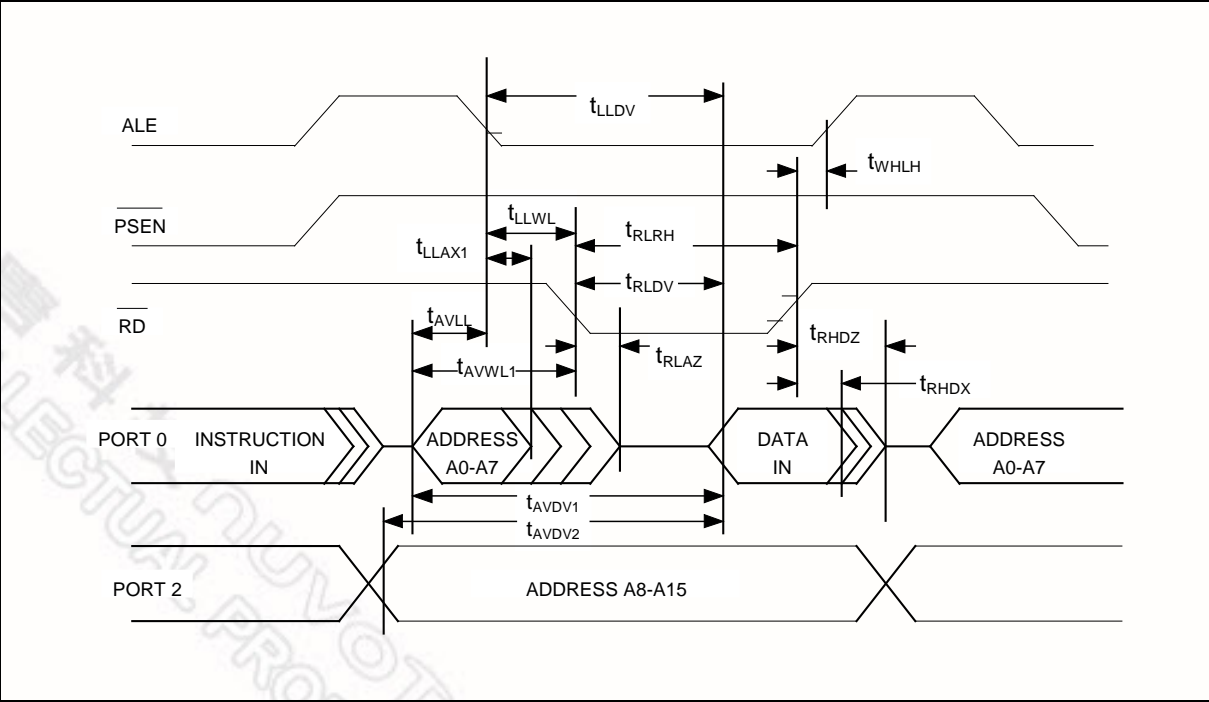 ALE
tLLDV
tWHLH
PSEN
tLLWL
tRLRH
tLLAX1
tRLDV
RD
tAVLL
tRLAZ
tRHDZ
tAVWL1
tRHDX
PORT 0
INSTRUCTION
IN
ADDRESS
A0-A7
DATA
IN
ADDRESS
A0-A7
tAVDV1
tAVDV2
PORT 2
ADDRESS A8-A15